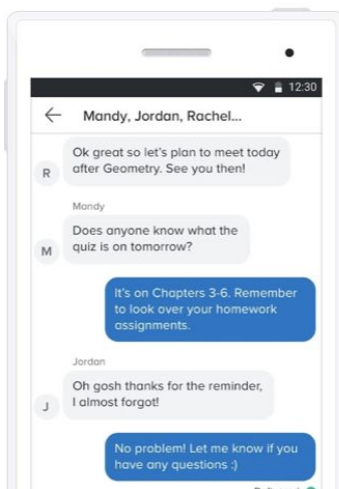 12:30
Mandy, Jordan, Rachel...
Ok great so let's plan to meet today
R
after Geometry. See you then!
Mandy
Does anyone know what the
M
quiz is on tomorrow?
It's on Chapters 3-6. Remember
to look over your homework
assignments.
Jordan
Oh gosh thanks for the reminder,
J
I almost forgot!
No problem! Let me know if you
have any questions :)